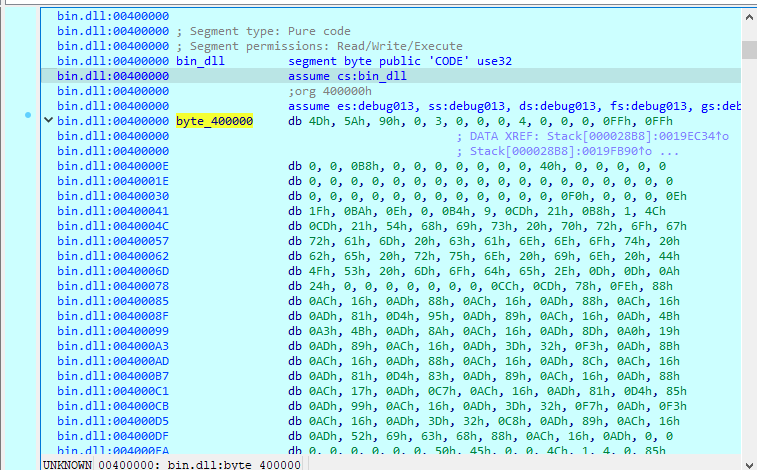 bin.dll:00400000
bin.dll:00400000 ; Segment type: Pure code
bin.dll:00400000 ; Segment permissions: Read/Write/Execute
bin.dll:00400000 bin_dll segment byte public 'CODE' use32
bin.dll:00400000 assume cs:bin_dll
bin.dll:00400000 ;org 400000h
bin.dll:00400000 assume es:debug013, ss:debug013, ds:debug013, fs:debug013, gs:deb
bin.dll:00400000 byte_400000 db 4Dh, 5Ah, 90h, 0, 3, 0, 0, 0, 4, 0, 0, 0, 0FFh, 0FFh
bin.dll:00400000 ; DATA XREF: Stack[000028B8]:0019EC34↑o
bin.dll:00400000 ; Stack[000028B8]:0019FB90↑o ...
bin.dll:0040000E db 0, 0, 0B8h, 0, 0, 0, 0, 0, 0, 0, 40h, 0, 0, 0, 0, 0
bin.dll:0040001E db 0, 0, 0, 0, 0, 0, 0, 0, 0, 0, 0, 0, 0, 0, 0, 0, 0, 0
bin.dll:00400030 db 0, 0, 0, 0, 0, 0, 0, 0, 0, 0, 0, 0, 0F0h, 0, 0, 0, 0Eh
bin.dll:00400041 db 1Fh, 0BAh, 0Eh, 0, 0B4h, 9, 0CDh, 21h, 0B8h, 1, 4Ch
bin.dll:0040004C db 0CDh, 21h, 54h, 68h, 69h, 73h, 20h, 70h, 72h, 6Fh, 67h
bin.dll:00400057 db 72h, 61h, 6Dh, 20h, 63h, 61h, 6Eh, 6Eh, 6Fh, 74h, 20h
bin.dll:00400062 db 62h, 65h, 20h, 72h, 75h, 6Eh, 20h, 69h, 6Eh, 20h, 44h
bin.dll:0040006D db 4Fh, 53h, 20h, 6Dh, 6Fh, 64h, 65h, 2Eh, 0Dh, 0Dh, 0Ah
bin.dll:00400078 db 24h, 0, 0, 0, 0, 0, 0, 0, 0CCh, 0CDh, 78h, 0FEh, 88h
bin.dll:00400085 db 0ACh, 16h, 0ADh, 88h, 0ACh, 16h, 0ADh, 88h, 0ACh, 16h
bin.dll:0040008F db 0ADh, 81h, 0D4h, 95h, 0ADh, 89h, 0ACh, 16h, 0ADh, 4Bh
bin.dll:00400099 db 0A3h, 4Bh, 0ADh, 8Ah, 0ACh, 16h, 0ADh, 8Dh, 0A0h, 19h
bin.dll:004000A3 db 0ADh, 89h, 0ACh, 16h, 0ADh, 3Dh, 32h, 0F3h, 0ADh, 8Bh
bin.dll:004000AD db 0ACh, 16h, 0ADh, 88h, 0ACh, 16h, 0ADh, 8Ch, 0ACh, 16h
bin.dll:004000B7 db 0ADh, 81h, 0D4h, 83h, 0ADh, 89h, 0ACh, 16h, 0ADh, 88h
bin.dll:004000C1 db 0ACh, 17h, 0ADh, 0C7h, 0ACh, 16h, 0ADh, 81h, 0D4h, 85h
bin.dll:004000CB db 0ADh, 99h, 0ACh, 16h, 0ADh, 3Dh, 32h, 0F7h, 0ADh, 0F3h
bin.dll:004000D5 db 0ACh, 16h, 0ADh, 3Dh, 32h, 0C8h, 0ADh, 89h, 0ACh, 16h
bin.dll:004000DF db 0ADh, 52h, 69h, 63h, 68h, 88h, 0ACh, 16h, 0ADh, 0, 0
bin.dll:004000EA db 0, 0, 0, 0, 0, 0, 50h, 45h, 0, 0, 4Ch, 1, 4, 0, 85h
UNKNOWN 00400000: bin.dll:byte_400000